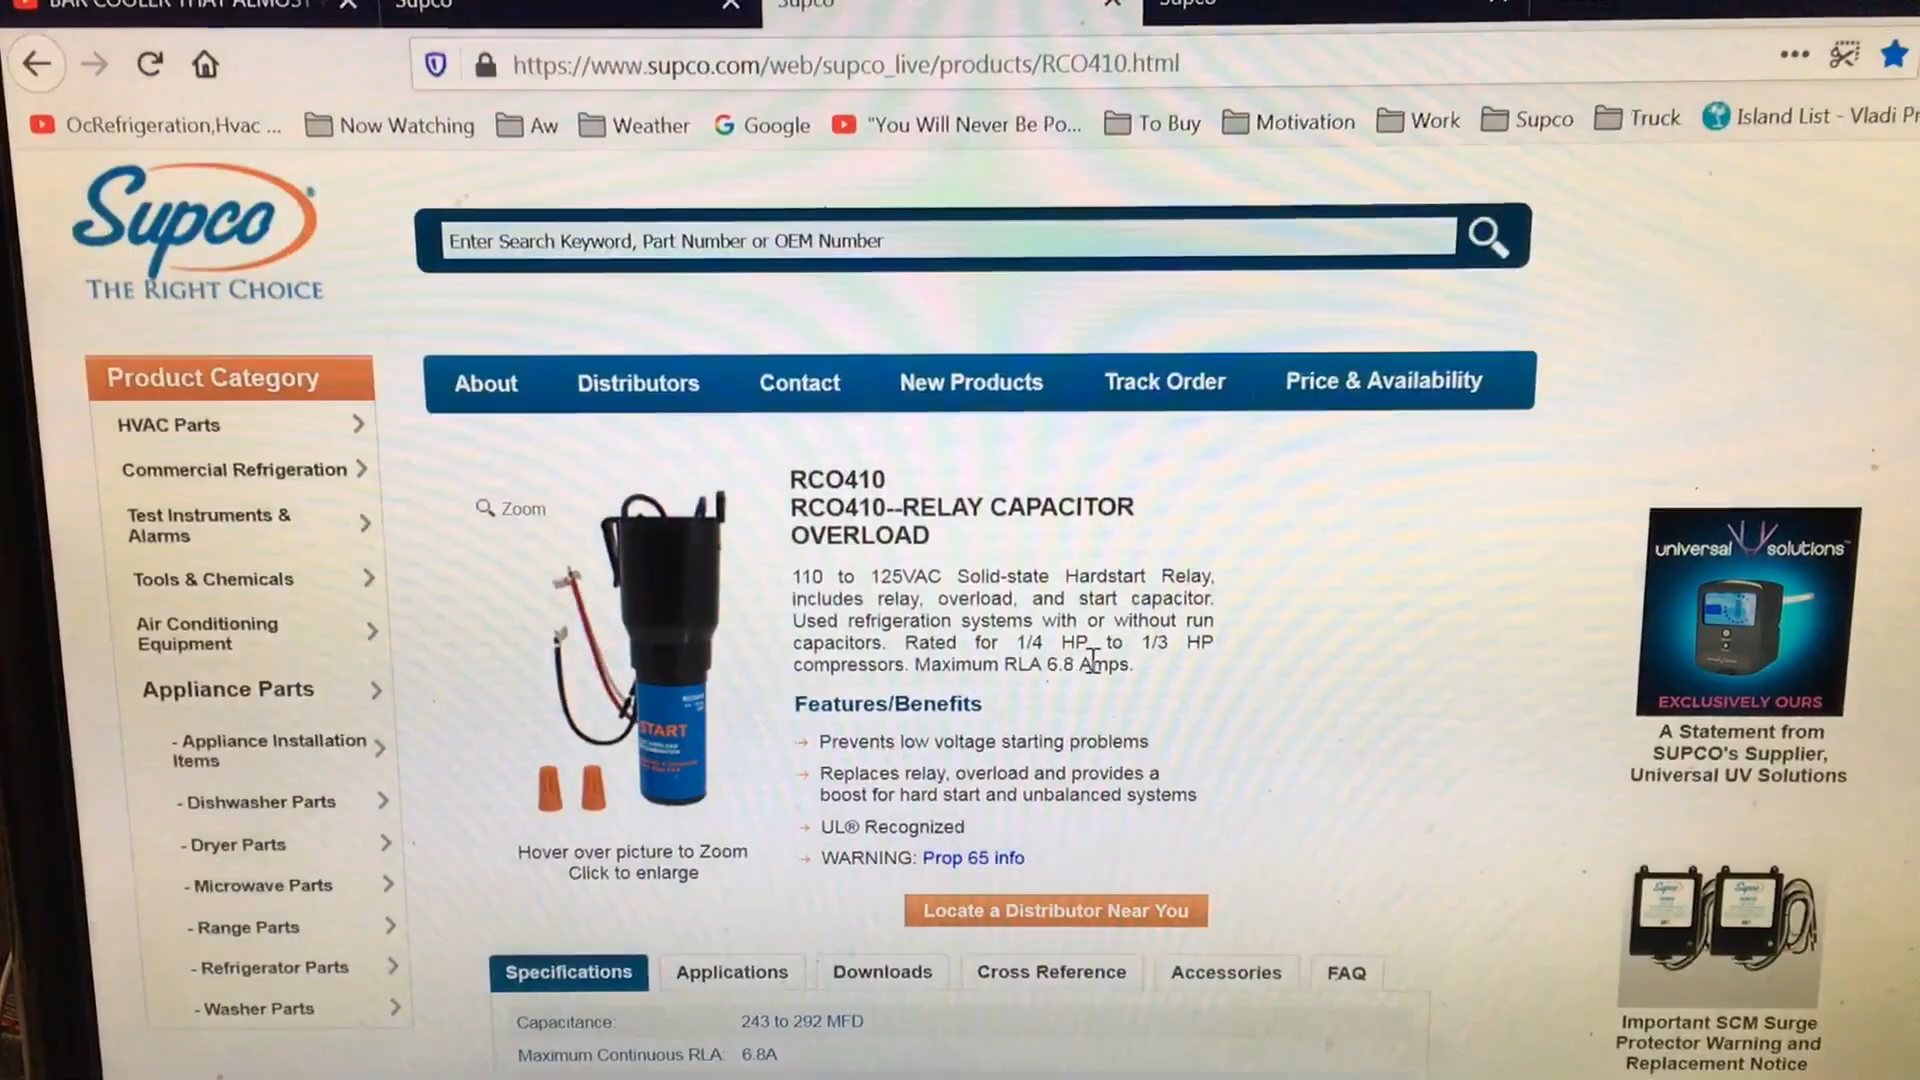 BAR COOLER THAT ALMOST
Supco
Supco
Supco
https://www.supco.com/web/supco_live/products/RCO410.html
OcRefrigeration,Hvac ...
Now Watching
Aw
Weather
Google
"You Will Never Be Po...
To Buy
Motivation
Work
Supco
Truck
Island List - Vladi Pr
Supco
THE RIGHT CHOICE
Enter Search Keyword, Part Number or OEM Number
About
Distributors
Contact
New Products
Track Order
Price & Availability
Product Category
HVAC Parts
Commercial Refrigeration
Test Instruments &
Alarms
Tools & Chemicals
Air Conditioning
Equipment
Appliance Parts
- Appliance Installation
Items
- Dishwasher Parts
- Dryer Parts
- Microwave Parts
- Range Parts
- Refrigerator Parts
- Washer Parts
Zoom
START
Hover over picture to Zoom
Click to enlarge
RCO410
RCO410--RELAY CAPACITOR
OVERLOAD
110 to 125VAC Solid-state Hardstart Relay,
includes relay, overload, and start capacitor.
Used refrigeration systems with or without run
capacitors. Rated for 1/4 HP to 1/3 HP
compressors. Maximum RLA 6.8 Amps.
Features/Benefits
Prevents low voltage starting problems
Replaces relay, overload and provides a
boost for hard start and unbalanced systems
UL® Recognized
WARNING: Prop 65 info
Locate a Distributor Near You
Specifications
Applications
Downloads
Cross Reference
Accessories
FAQ
Capacitance: 243 to 292 MFD
Maximum Continuous RLA: 6.8A
universal solutions™
EXCLUSIVELY OURS
A Statement from
SUPCO's Supplier,
Universal UV Solutions
Supco
Supco
Important SCM Surge
Protector Warning and
Replacement Notice